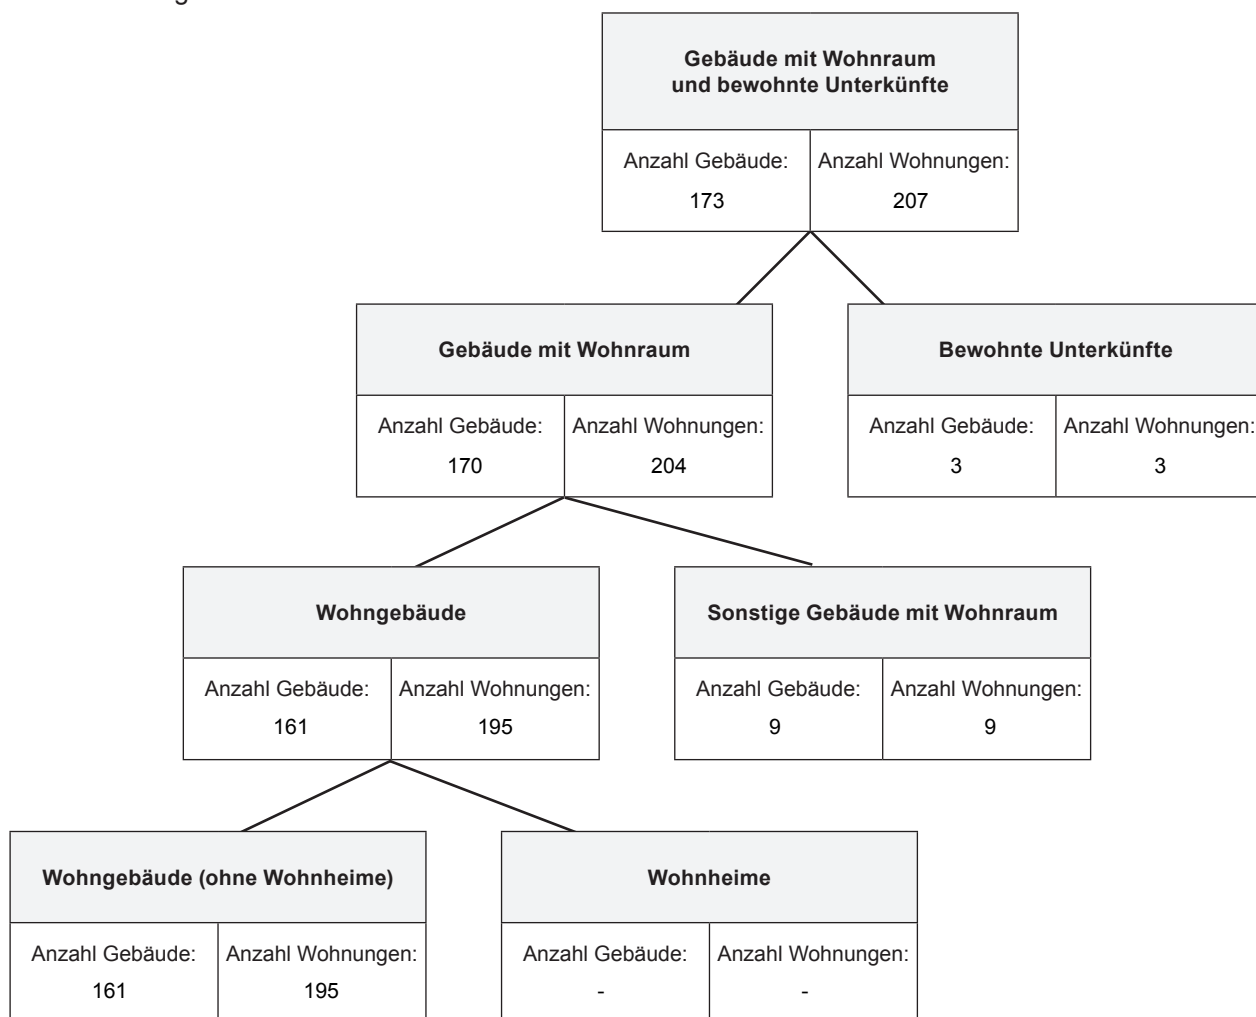 Gebäude mit Wohnraum
und bewohnte Unterkünfte
Anzahl Gebäude: Anzahl Wohnungen:
173 207
Gebäude mit Wohnraum
Bewohnte Unterkünfte
Anzahl Gebäude: Anzahl Wohnungen:
170 204
Anzahl Gebäude: Anzahl Wohnungen:
3 3
Wohngebäude
Sonstige Gebäude mit Wohnraum
Anzahl Gebäude: Anzahl Wohnungen:
161 195
Anzahl Gebäude: Anzahl Wohnungen:
9 9
Wohngebäude (ohne Wohnheime)
Wohnheime
Anzahl Gebäude: Anzahl Wohnungen:
161 195
Anzahl Gebäude: Anzahl Wohnungen:
- -